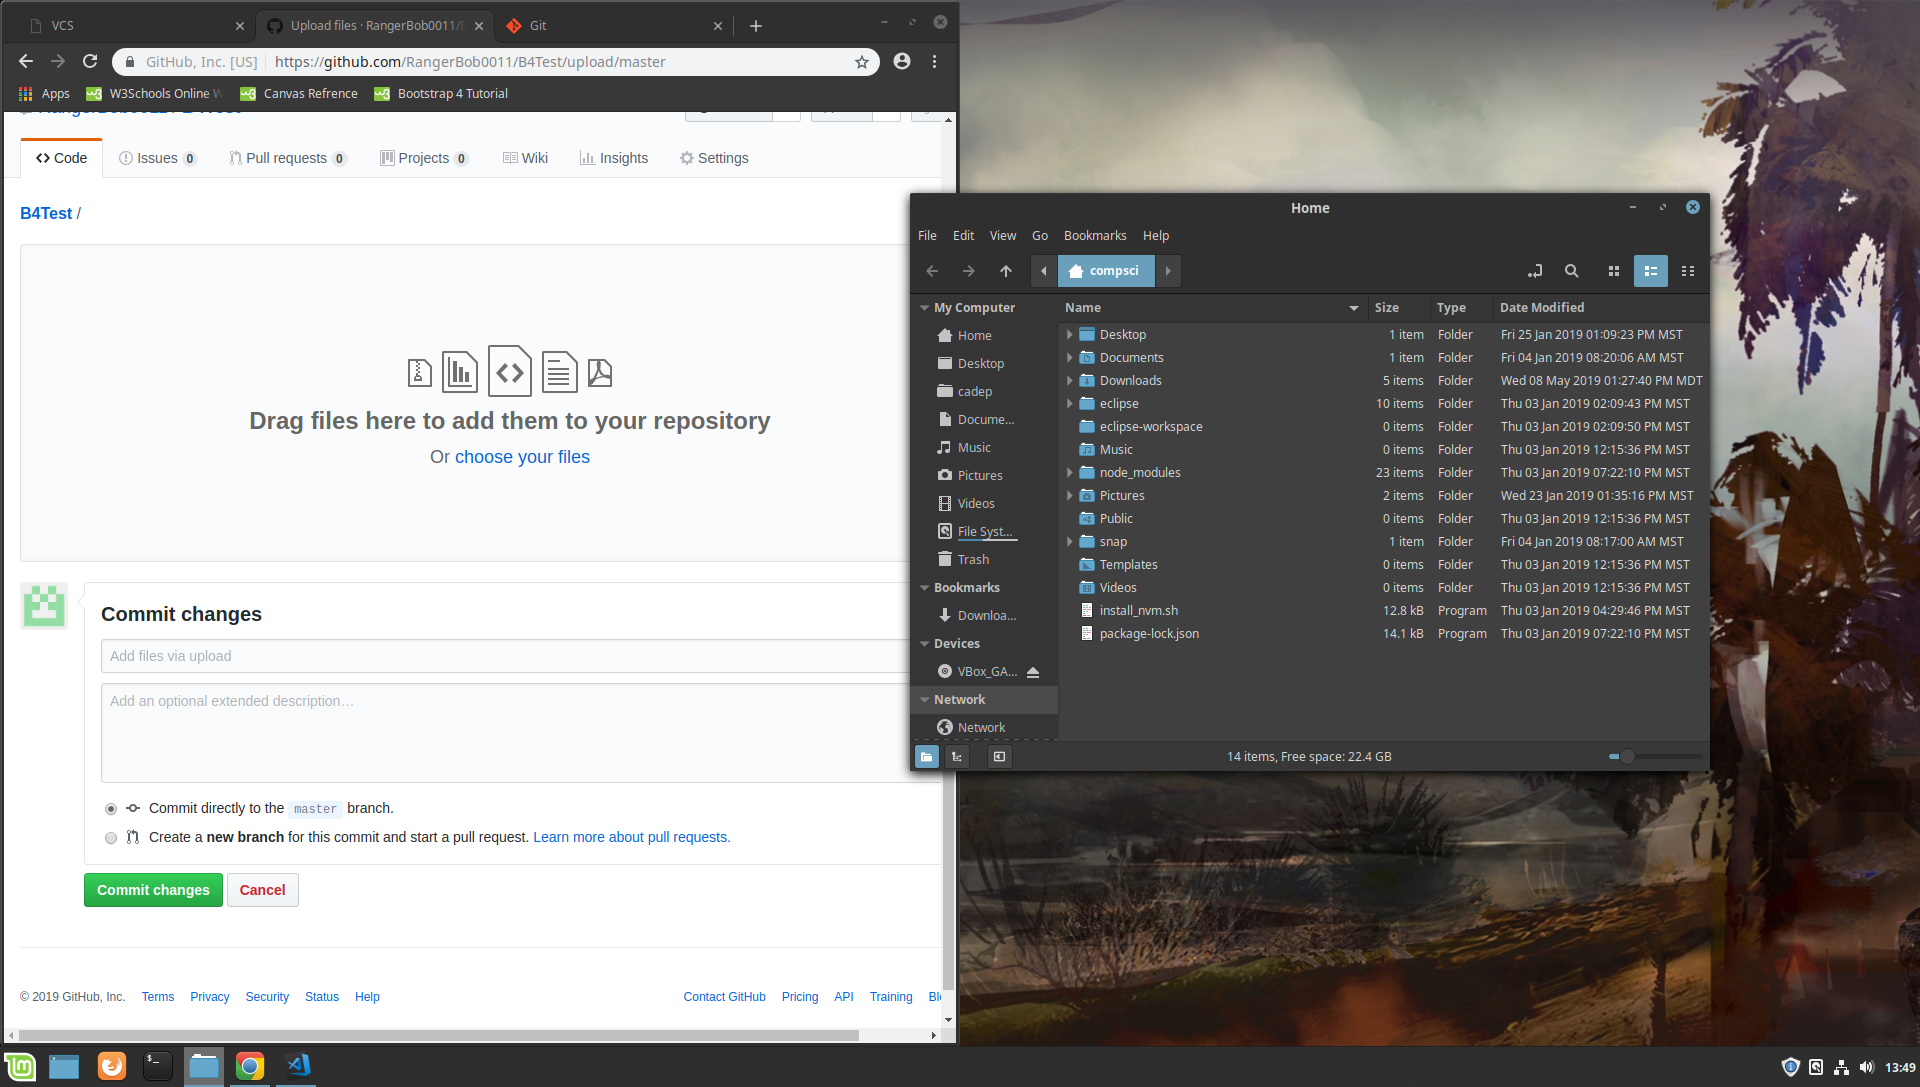 VCS
Upload files · RangerBob0011/B
Git
GitHub, Inc. [US]
https://github.com/RangerBob0011/B4Test/upload/master
Apps
W3Schools Online W
Canvas Refrence
Bootstrap 4 Tutorial
Code
Issues 0
Pull requests 0
Projects 0
Wiki
Insights
Settings
B4Test /
Drag files here to add them to your repository
Or choose your files
Commit changes
Add files via upload
Add an optional extended description…
Commit directly to the master branch.
Create a new branch for this commit and start a pull request. Learn more about pull requests.
Commit changes
Cancel
© 2019 GitHub, Inc.
Terms
Privacy
Security
Status
Help
Contact GitHub
Pricing
API
Training
Home
File
Edit
View
Go
Bookmarks
Help
compsci
My Computer
Home
Desktop
cadep
Docume...
Music
Pictures
Videos
File Syst...
Trash
Bookmarks
Downloa...
Devices
VBox_GA...
Network
Network
Name Size Type Date Modified
Desktop 1 item Folder Fri 25 Jan 2019 01:09:23 PM MST
Documents 1 item Folder Fri 04 Jan 2019 08:20:06 AM MST
Downloads 5 items Folder Wed 08 May 2019 01:27:40 PM MDT
eclipse 10 items Folder Thu 03 Jan 2019 02:09:43 PM MST
eclipse-workspace 0 items Folder Thu 03 Jan 2019 02:09:50 PM MST
Music 0 items Folder Thu 03 Jan 2019 12:15:36 PM MST
node_modules 23 items Folder Thu 03 Jan 2019 07:22:10 PM MST
Pictures 2 items Folder Wed 23 Jan 2019 01:35:16 PM MST
Public 0 items Folder Thu 03 Jan 2019 12:15:36 PM MST
snap 1 item Folder Fri 04 Jan 2019 08:17:00 AM MST
Templates 0 items Folder Thu 03 Jan 2019 12:15:36 PM MST
Videos 0 items Folder Thu 03 Jan 2019 12:15:36 PM MST
install_nvm.sh 12.8 kB Program Thu 03 Jan 2019 04:29:46 PM MST
package-lock.json 14.1 kB Program Thu 03 Jan 2019 07:22:10 PM MST
14 items, Free space: 22.4 GB
13:49